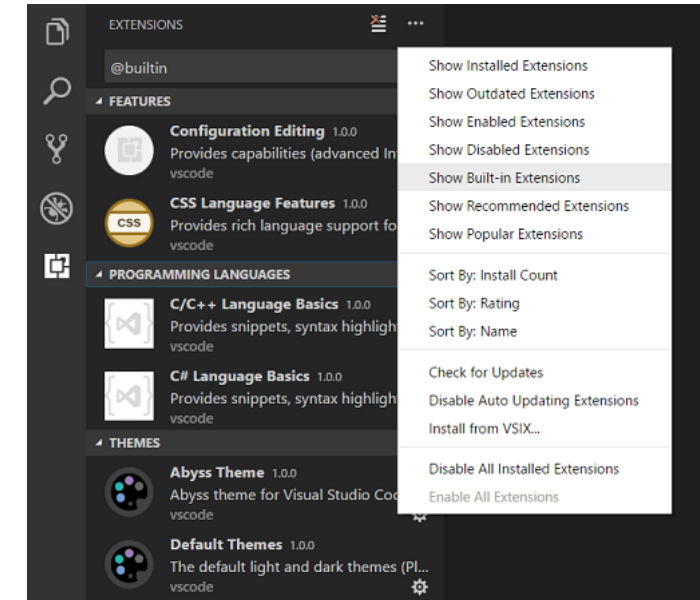 EXTENSIONS
@builtin
FEATURES
Configuration Editing 1.0.0
Provides capabilities (advanced In
vscode
CSS
CSS Language Features 1.0.0
Provides rich language support fo
vscode
PROGRAMMING LANGUAGES
C/C++ Language Basics 1.0.0
Provides snippets, syntax highligh
vscode
C# Language Basics 1.0.0
Provides snippets, syntax highligh
vscode
THEMES
Abyss Theme 1.0.0
Abyss theme for Visual Studio Coc
vscode
Default Themes 1.0.0
The default light and dark themes (Pl...
vscode
Show Installed Extensions
Show Outdated Extensions
Show Enabled Extensions
Show Disabled Extensions
Show Built-in Extensions
Show Recommended Extensions
Show Popular Extensions
Sort By: Install Count
Sort By: Rating
Sort By: Name
Check for Updates
Disable Auto Updating Extensions
Install from VSIX...
Disable All Installed Extensions
Enable All Extensions